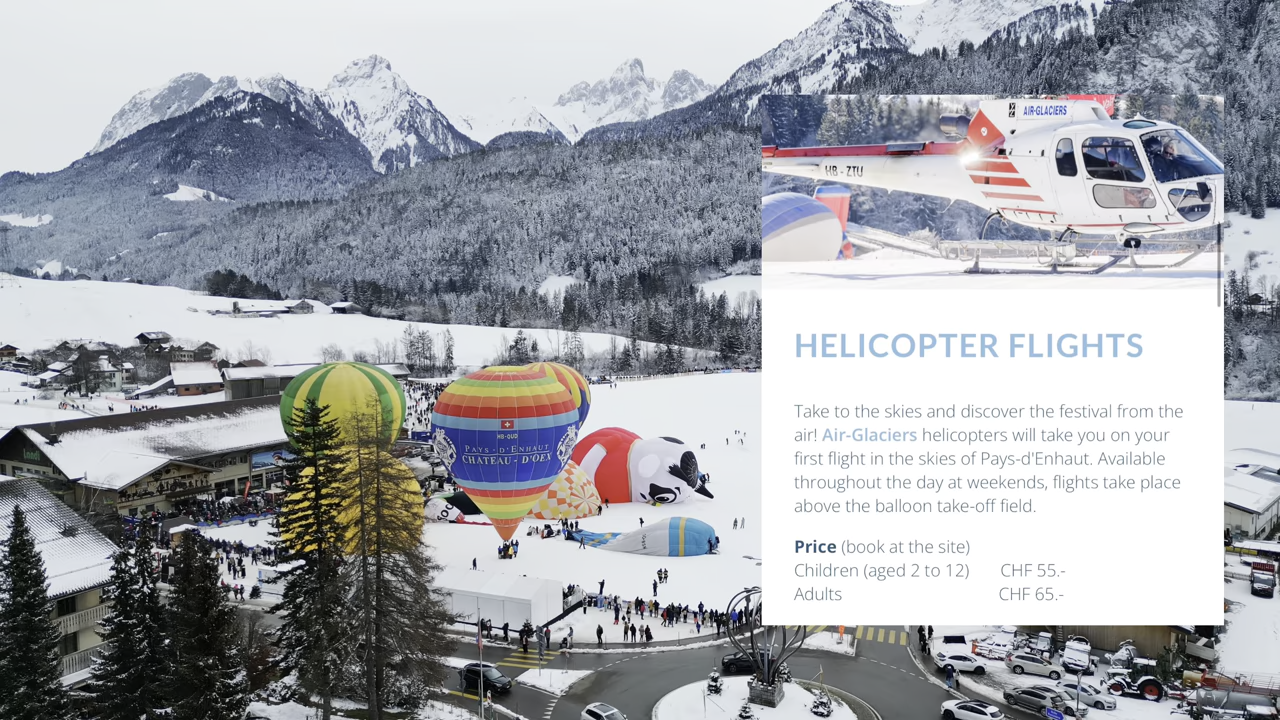 AIR-GLACIERS
HB-ZTU
HELICOPTER FLIGHTS
Take to the skies and discover the festival from the
air! Air-Glaciers helicopters will take you on your
first flight in the skies of Pays-d'Enhaut. Available
throughout the day at weekends, flights take place
above the balloon take-off field.
Price (book at the site)
Children (aged 2 to 12) CHF 55.-
Adults CHF 65.-
HB-QUD
PAYS-D'ENHAUT
CHATEAU-D'OEX
Landi